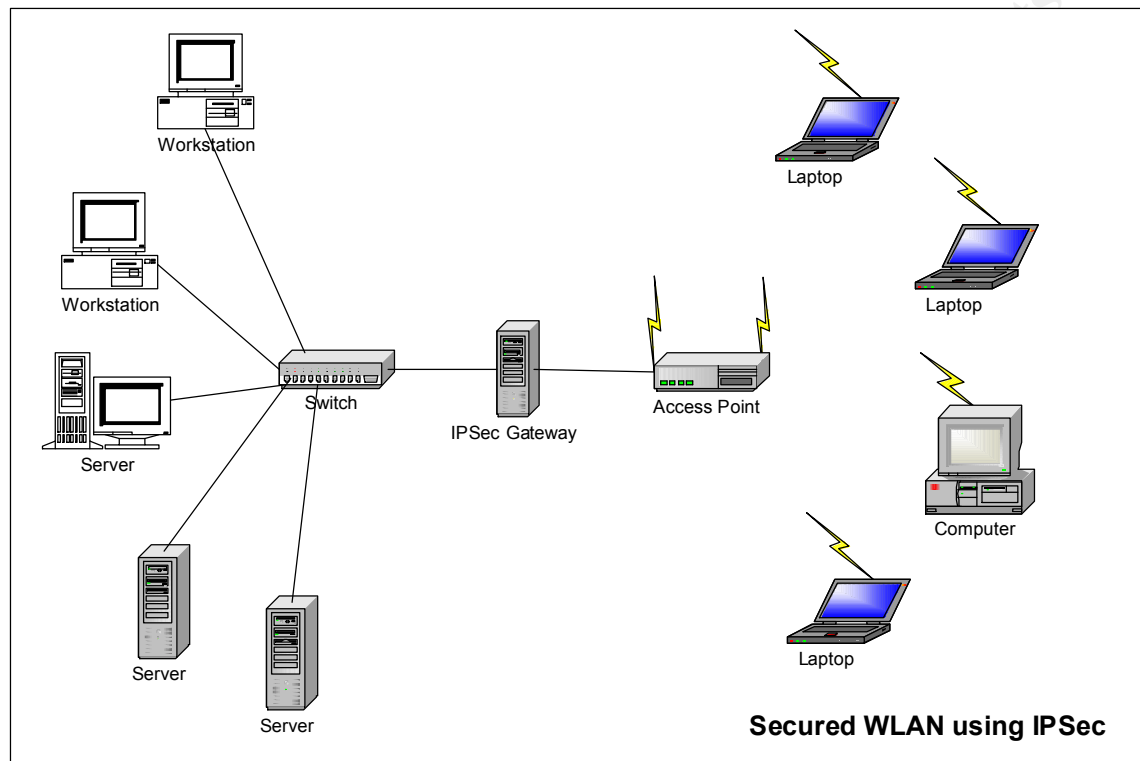 Workstation
Laptop
Workstation
Laptop
Switch
Access Point
IPSec Gateway
Server
Computer
Server
Laptop
Server
Secured WLAN using IPSec